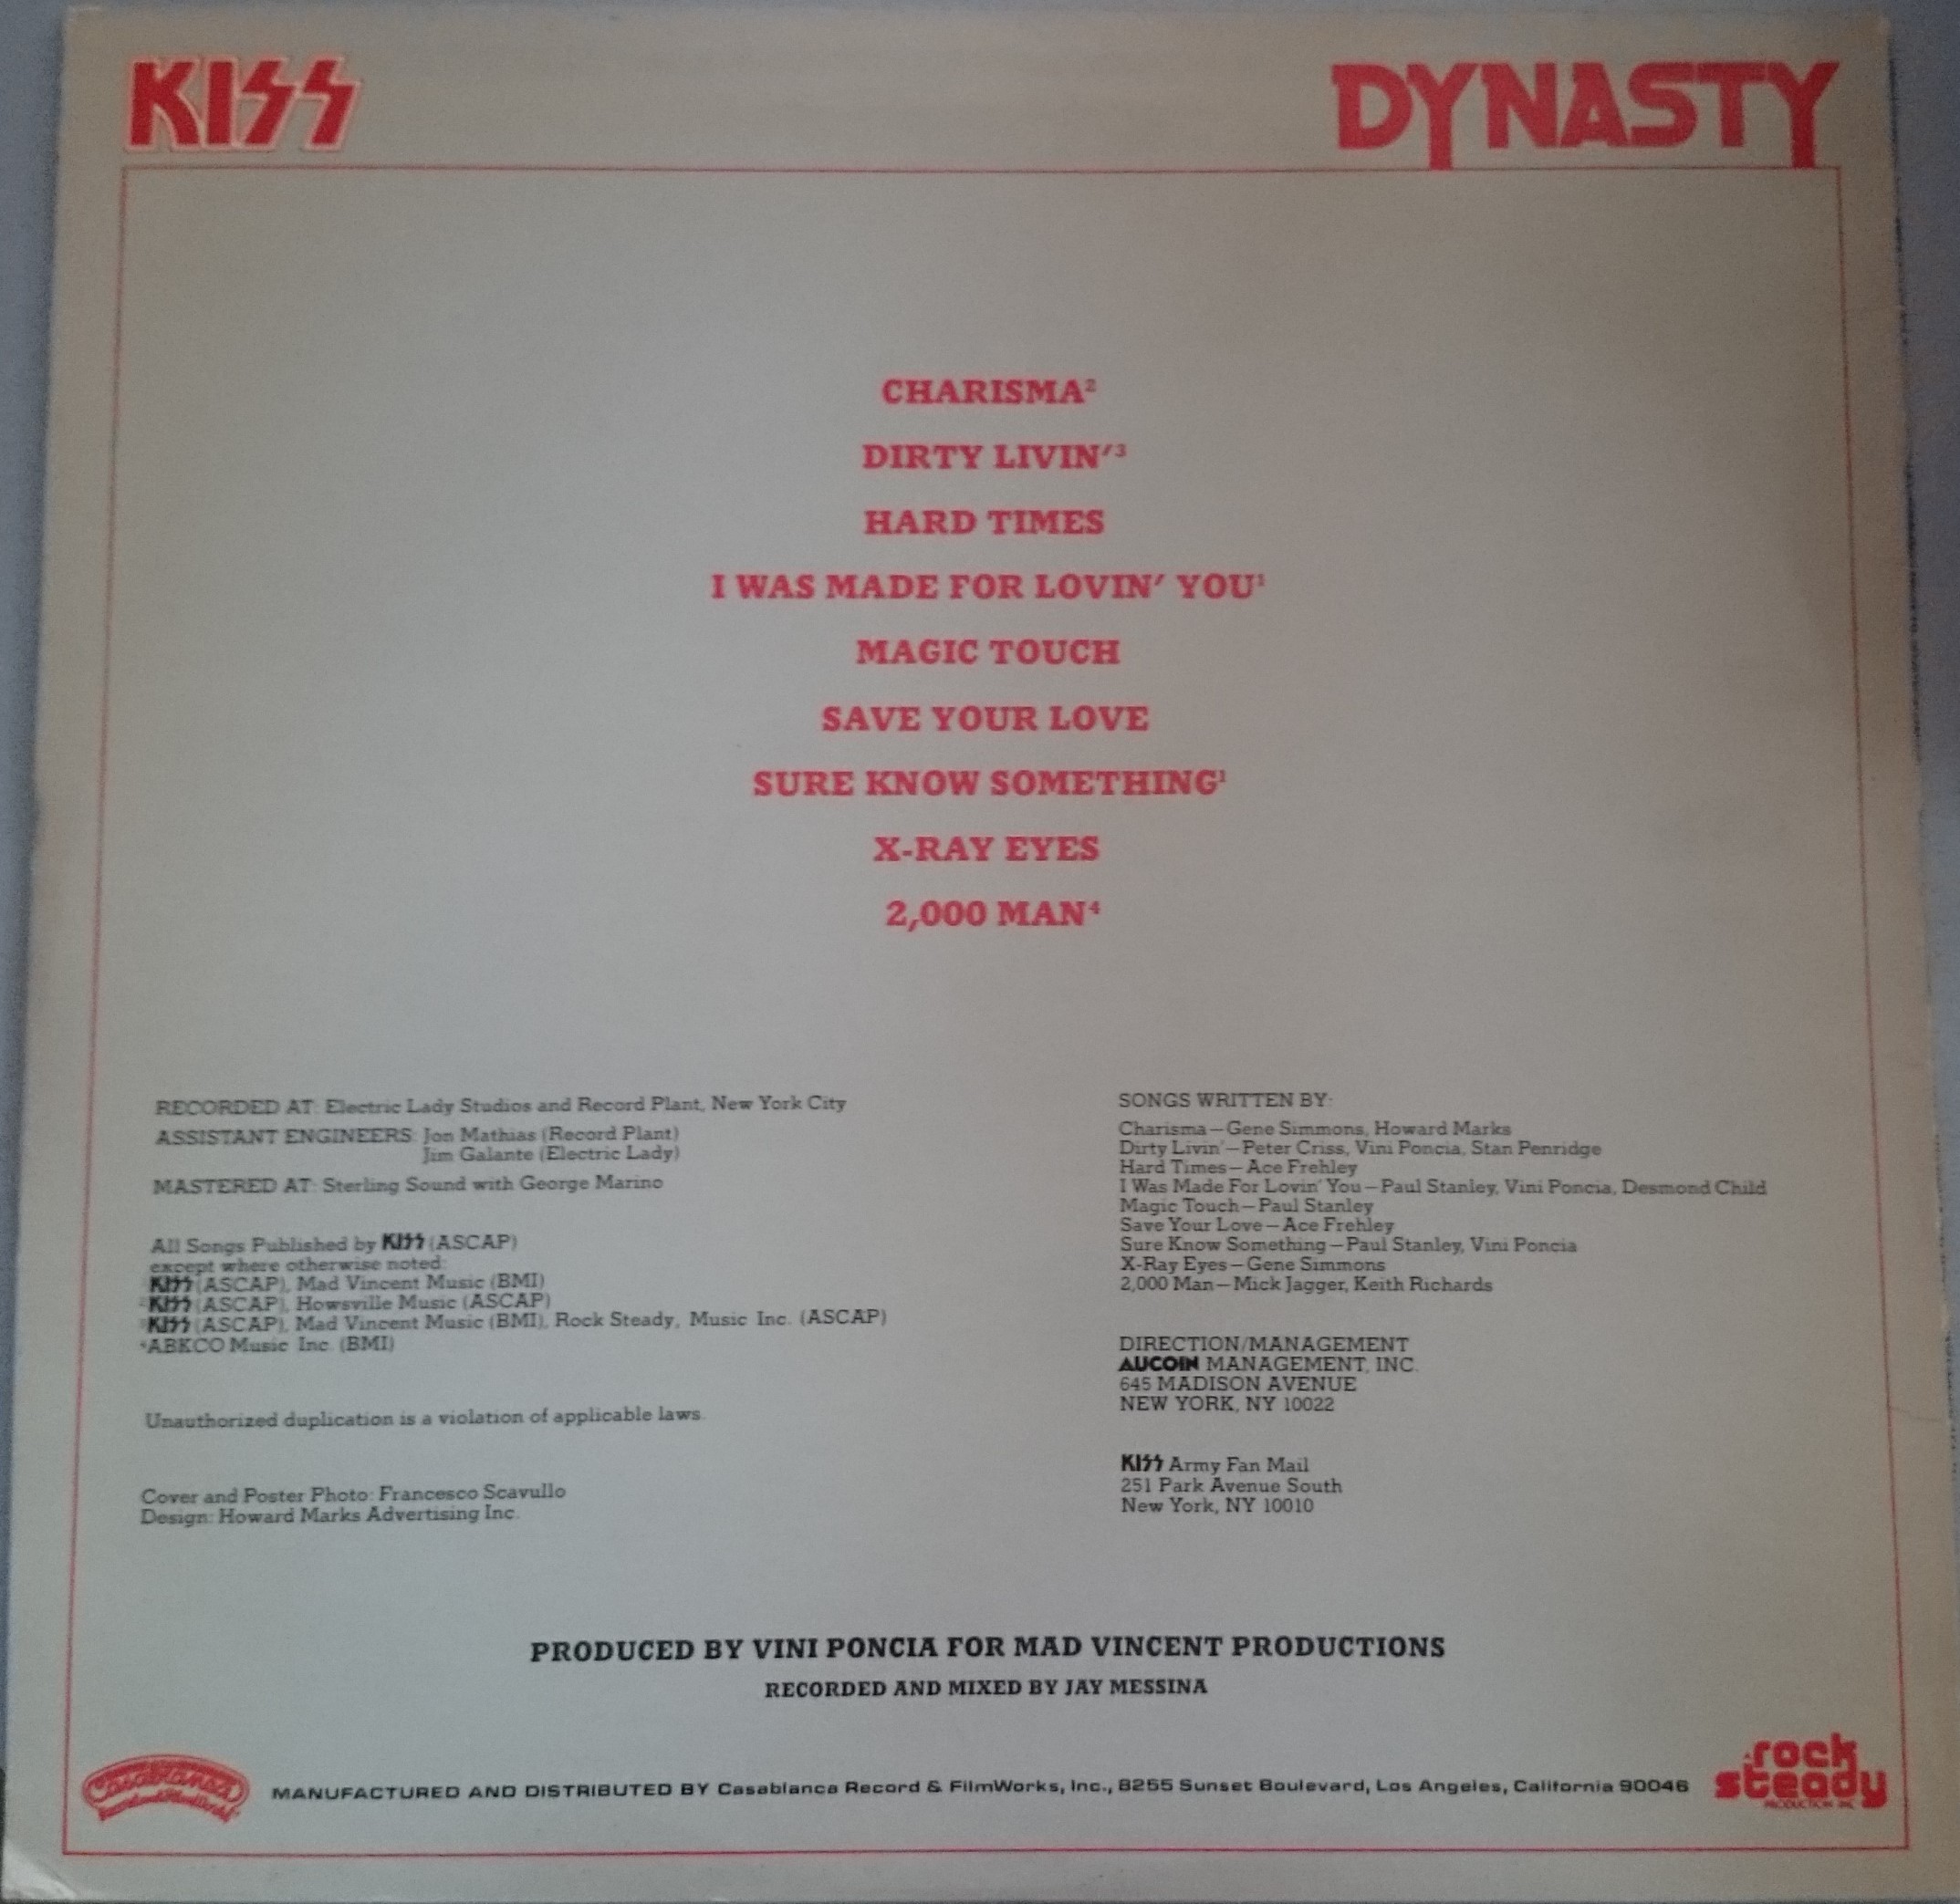 KISS
DYNASTY
CHARISMA²
DIRTY LIVIN'³
HARD TIMES
I WAS MADE FOR LOVIN' YOU¹
MAGIC TOUCH
SAVE YOUR LOVE
SURE KNOW SOMETHING¹
X-RAY EYES
2,000 MAN⁴
RECORDED AT: Electric Lady Studios and Record Plant, New York City
ASSISTANT ENGINEERS: Jon Mathias (Record Plant)
Jim Galante (Electric Lady)
MASTERED AT: Sterling Sound with George Marino
All Songs Published by KISS (ASCAP)
except where otherwise noted:
¹KISS (ASCAP), Mad Vincent Music (BMI)
²KISS (ASCAP), Howsville Music (ASCAP)
³KISS (ASCAP), Mad Vincent Music (BMI), Rock Steady, Music Inc. (ASCAP)
⁴ABKCO Music Inc. (BMI)
Unauthorized duplication is a violation of applicable laws.
Cover and Poster Photo: Francesco Scavullo
Design: Howard Marks Advertising Inc.
SONGS WRITTEN BY:
Charisma—Gene Simmons, Howard Marks
Dirty Livin'—Peter Criss, Vini Poncia, Stan Penridge
Hard Times—Ace Frehley
I Was Made For Lovin' You—Paul Stanley, Vini Poncia, Desmond Child
Magic Touch—Paul Stanley
Save Your Love—Ace Frehley
Sure Know Something—Paul Stanley, Vini Poncia
X-Ray Eyes—Gene Simmons
2,000 Man—Mick Jagger, Keith Richards
DIRECTION/MANAGEMENT
AUCOIN MANAGEMENT, INC.
645 MADISON AVENUE
NEW YORK, NY 10022
KISS Army Fan Mail
251 Park Avenue South
New York, NY 10010
PRODUCED BY VINI PONCIA FOR MAD VINCENT PRODUCTIONS
RECORDED AND MIXED BY JAY MESSINA
Casablanca
Record and FilmWorks
MANUFACTURED AND DISTRIBUTED BY Casablanca Record & FilmWorks, Inc., 8255 Sunset Boulevard, Los Angeles, California 90046
rock
steady
PRODUCTION INC